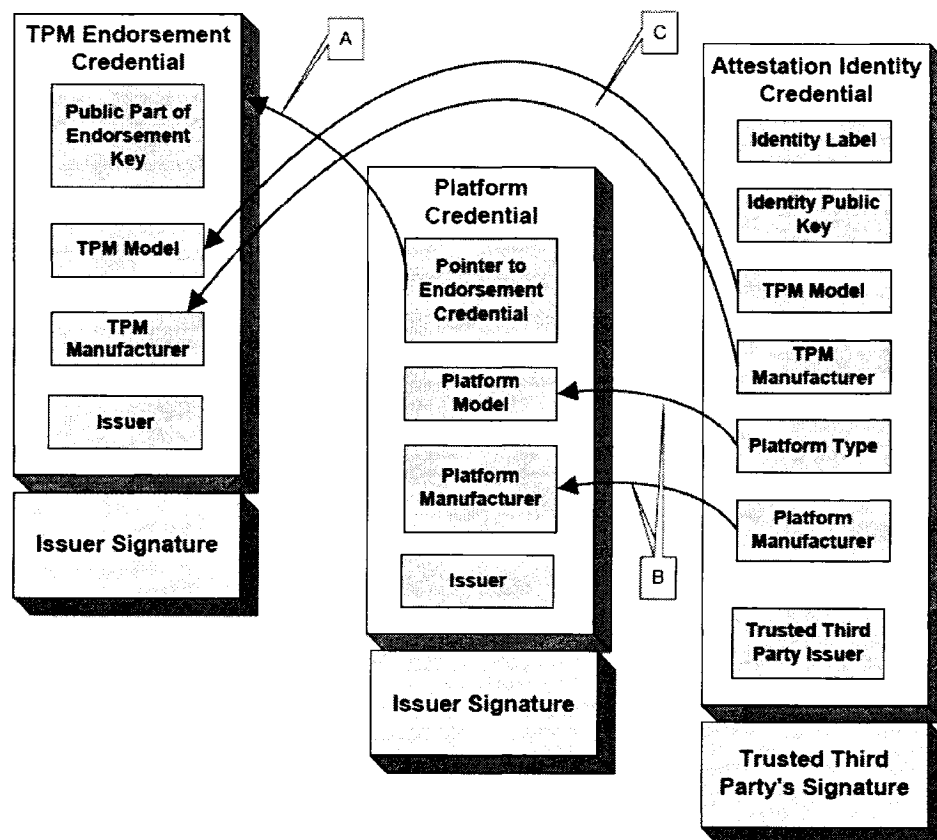 TPM Endorsement
Credential
Public Part of
Endorsement
Key
TPM Model
TPM
Manufacturer
Issuer
Issuer Signature
A
Platform
Credential
Pointer to
Endorsement
Credential
Platform
Model
Platform
Manufacturer
Issuer
Issuer Signature
C
B
Attestation Identity
Credential
Identity Label
Identity Public
Key
TPM Model
TPM
Manufacturer
Platform Type
Platform
Manufacturer
Trusted Third
Party Issuer
Trusted Third
Party's Signature